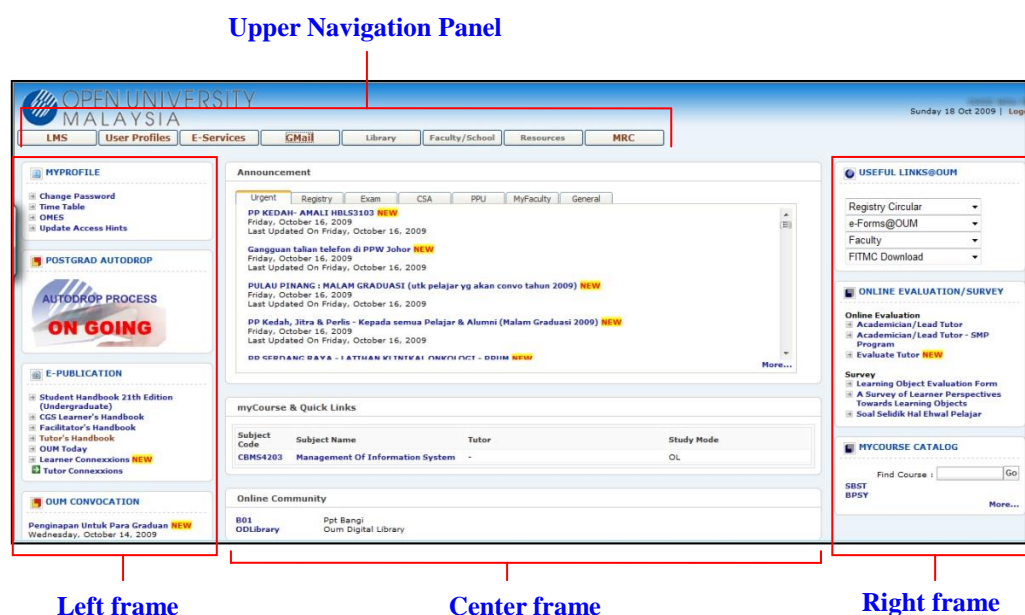 Upper Navigation Panel
OPEN UNIVERSITY
MALAYSIA
Sunday 18 Oct 2009 |
LMS User Profiles E-Services GMail Library Faculty/School Resources MRC
MYPROFILE
Change Password
Time Table
OMES
Update Access Hints
POSTGRAD AUTODROP
AUTODROP PROCESS
ON GOING
E-PUBLICATION
Student Handbook 21th Edition
(Undergraduate)
CGS Learner's Handbook
Facilitator's Handbook
Tutor's Handbook
OUM Today
Learner Connexxions NEW
Tutor Connexxions
OUM CONVOCATION
Penginapan Untuk Para Graduan NEW
Wednesday, October 14, 2009
Announcement
Urgent Registry Exam CSA PPU MyFaculty General
PP KEDAH- AMALI HBLS3103 NEW
Friday, October 16, 2009
Last Updated On Friday, October 16, 2009
Gangguan talian telefon di PPW Johor NEW
Friday, October 16, 2009
Last Updated On Friday, October 16, 2009
PULAU PINANG : MALAM GRADUASI (utk pelajar yg akan convo tahun 2009) NEW
Friday, October 16, 2009
Last Updated On Friday, October 16, 2009
PP Kedah, Jitra & Perlis - Kepada semua Pelajar & Alumni (Malam Graduasi 2009) NEW
Friday, October 16, 2009
Last Updated On Friday, October 16, 2009
PP SERDANG RAYA - LATIHAN KLINIKAL ONKOLOGI - PPUM NEW
More...
myCourse & Quick Links
Subject Code Subject Name Tutor Study Mode
CBMS4203 Management Of Information System - OL
Online Community
B01 Ppt Bangi
ODLibrary Oum Digital Library
USEFUL LINKS@OUM
Registry Circular
e-Forms@OUM
Faculty
FITMC Download
ONLINE EVALUATION/SURVEY
Online Evaluation
Academician/Lead Tutor
Academician/Lead Tutor - SMP
Program
Evaluate Tutor NEW
Survey
Learning Object Evaluation Form
A Survey of Learner Perspectives
Towards Learning Objects
Soal Selidik Hal Ehwal Pelajar
MYCOURSE CATALOG
Find Course : Go
SBST
BPSY
More...
Left frame
Center frame
Right frame